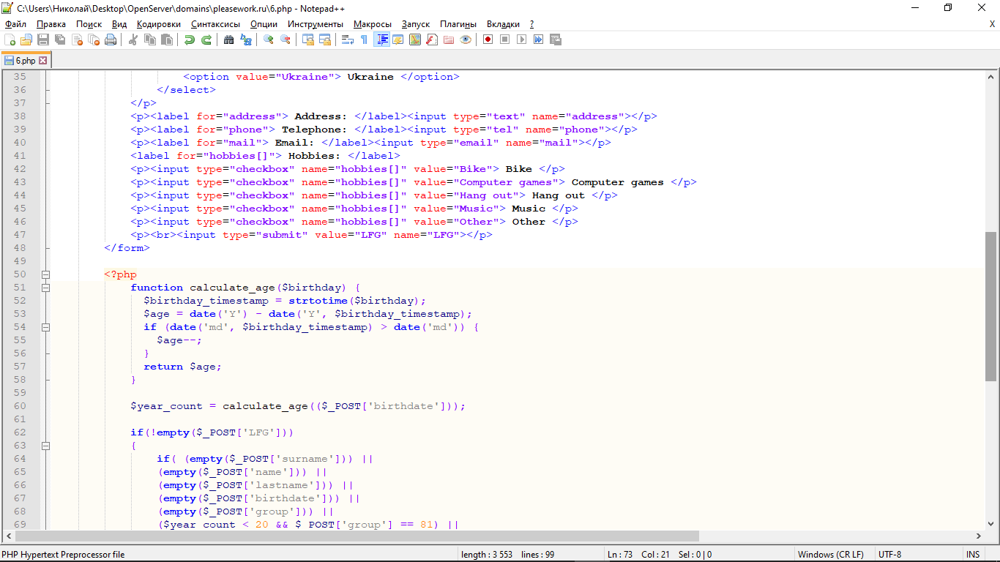 C:\Users\Николай\Desktop\OpenServer\domains\pleasework.ru\6.php - Notepad++
Файл Правка Поиск Вид Кодировки Синтаксисы Опции Инструменты Макросы Запуск Плагины Вкладки ? X
6.php
35 <option value="Ukraine"> Ukraine </option>
36 </select>
37 </p>
38 <p><label for="address"> Address: </label><input type="text" name="address"></p>
39 <p><label for="phone"> Telephone: </label><input type="tel" name="phone"></p>
40 <p><label for="mail"> Email: </label><input type="email" name="mail"></p>
41 <label for="hobbies[]"> Hobbies: </label>
42 <p><input type="checkbox" name="hobbies[]" value="Bike"> Bike </p>
43 <p><input type="checkbox" name="hobbies[]" value="Computer games"> Computer games </p>
44 <p><input type="checkbox" name="hobbies[]" value="Hang out"> Hang out </p>
45 <p><input type="checkbox" name="hobbies[]" value="Music"> Music </p>
46 <p><input type="checkbox" name="hobbies[]" value="Other"> Other </p>
47 <p><br><input type="submit" value="LFG" name="LFG"></p>
48 </form>
49
50 <?php
51 function calculate_age($birthday) {
52 $birthday_timestamp = strtotime($birthday);
53 $age = date('Y') - date('Y', $birthday_timestamp);
54 if (date('md', $birthday_timestamp) > date('md')) {
55 $age--;
56 }
57 return $age;
58 }
59
60 $year_count = calculate_age(($_POST['birthdate']));
61
62 if(!empty($_POST['LFG']))
63 {
64 if( (empty($_POST['surname'])) ||
65 (empty($_POST['name'])) ||
66 (empty($_POST['lastname'])) ||
67 (empty($_POST['birthdate'])) ||
68 (empty($_POST['group'])) ||
69 ($year_count < 20 && $_POST['group'] == 81) ||
PHP Hypertext Preprocessor file length : 3 553 lines : 99 Ln : 73 Col : 21 Sel : 0 | 0 Windows (CR LF) UTF-8 INS